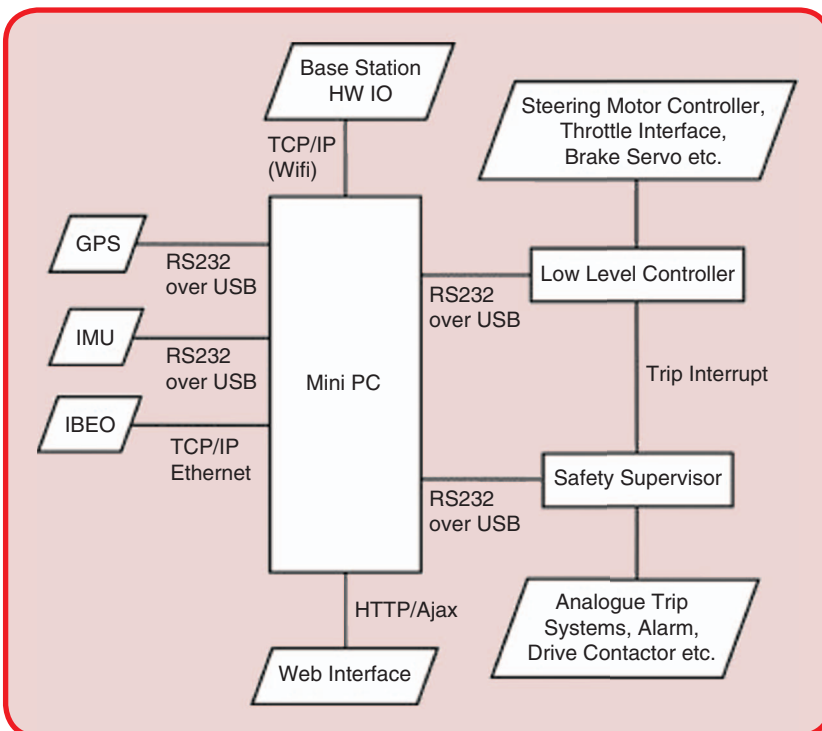 Base Station
HW IO
Steering Motor Controller,
Throttle Interface,
Brake Servo etc.
TCP/IP
(Wifi)
GPS
RS232
over USB
Low Level Controller
RS232
over USB
IMU
RS232
over USB
Mini PC
Trip Interrupt
IBEO
TCP/IP
Ethernet
Safety Supervisor
RS232
over USB
HTTP/Ajax
Analogue Trip
Systems, Alarm,
Drive Contactor etc.
Web Interface